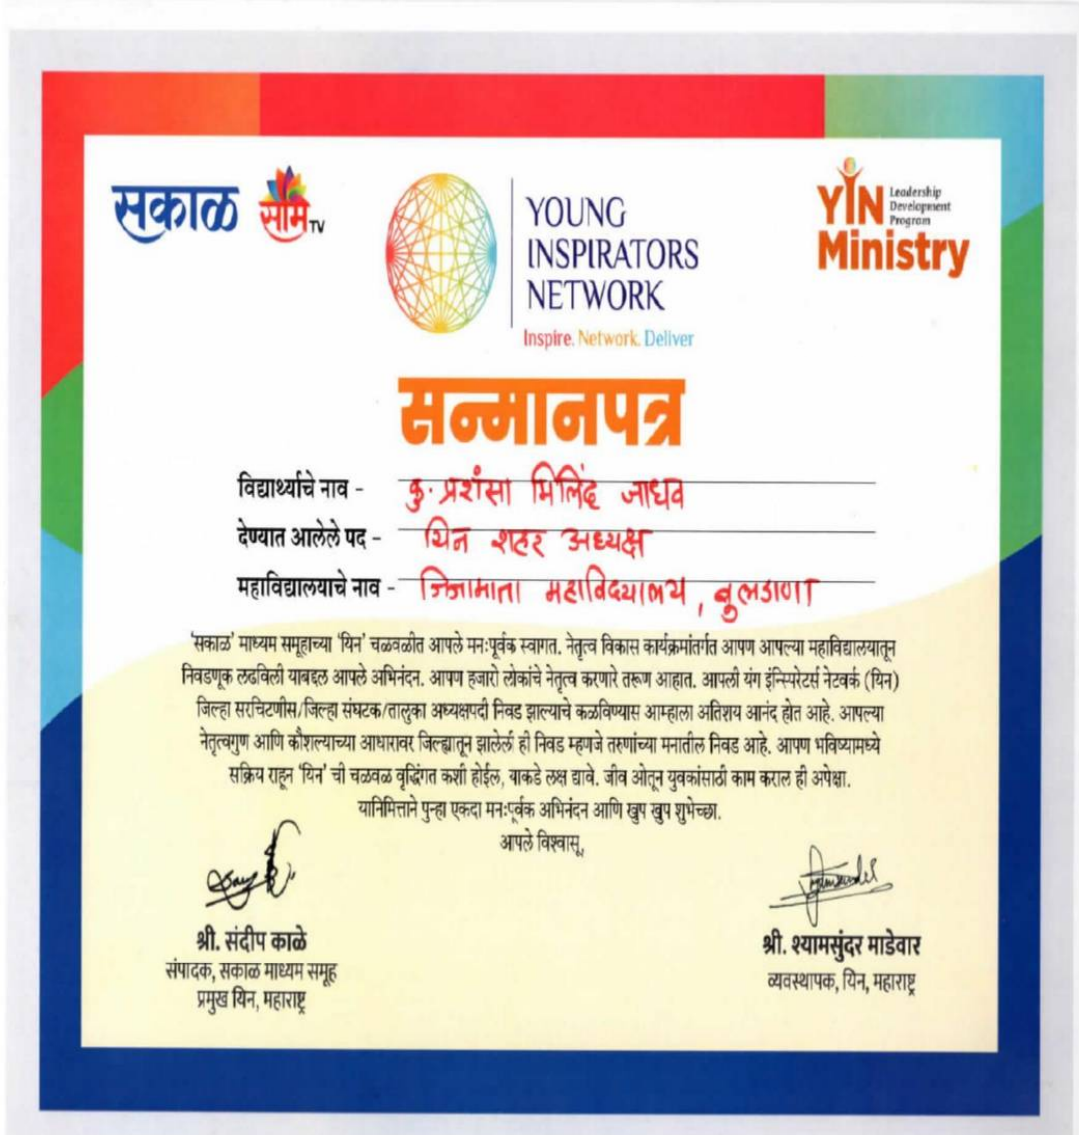 सकाळ साम TV
YOUNG
INSPIRATORS
NETWORK
Inspire. Network. Deliver
YIN Leadership Development Program
Ministry
सन्मानपत्र
विद्यार्थ्याचे नाव - कु. प्रशंसा मिलिंद जाधव
देण्यात आलेले पद - यिन शहर अध्यक्ष
महाविद्यालयाचे नाव - जिजामाता महाविद्यालय, बुलडाणा
'सकाळ' माध्यम समूहाच्या 'यिन' चळवळीत आपले मनःपूर्वक स्वागत. नेतृत्व विकास कार्यक्रमांतर्गत आपण आपल्या महाविद्यालयातून
निवडणूक लढविली याबद्दल आपले अभिनंदन. आपण हजारो लोकांचे नेतृत्व करणारे तरूण आहात. आपली यंग इंन्स्पिरेटर्स नेटवर्क (यिन)
जिल्हा सरचिटणीस/जिल्हा संघटक/तालुका अध्यक्षपदी निवड झाल्याचे कळविण्यास आम्हाला अतिशय आनंद होत आहे. आपल्या
नेतृत्वगुण आणि कौशल्याच्या आधारावर जिल्ह्यातून झालेली ही निवड म्हणजे तरुणांच्या मनातील निवड आहे. आपण भविष्यामध्ये
सक्रिय राहून 'यिन' ची चळवळ वृद्धिंगत कशी होईल, याकडे लक्ष द्यावे. जीव ओतून युवकांसाठी काम कराल ही अपेक्षा.
यानिमित्ताने पुन्हा एकदा मनःपूर्वक अभिनंदन आणि खुप खुप शुभेच्छा.
आपले विश्वासू,
श्री. संदीप काळे
संपादक, सकाळ माध्यम समूह
प्रमुख यिन, महाराष्ट्र
श्री. श्यामसुंदर माडेवार
व्यवस्थापक, यिन, महाराष्ट्र